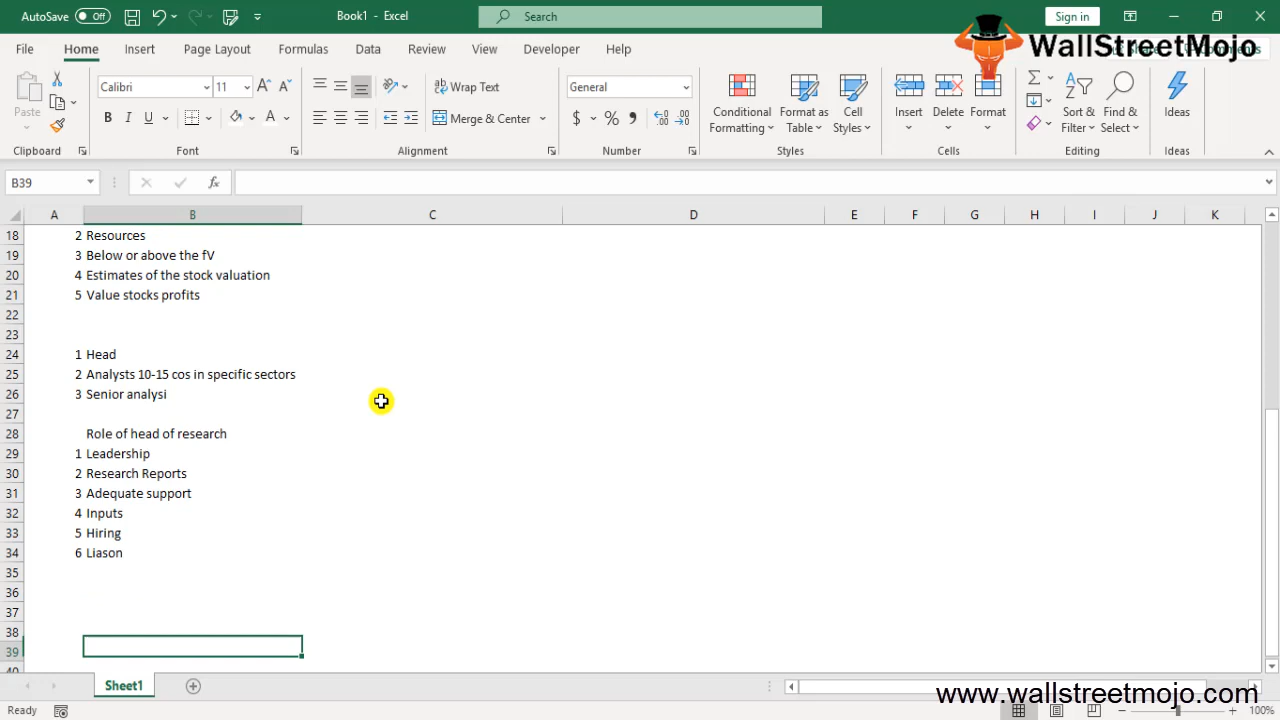 AutoSave Off Book1 - Excel Search Sign in
WallStreetMojo
File Home Insert Page Layout Formulas Data Review View Developer Help
Paste
Calibri 11
Wrap Text
General
Conditional Formatting
Format as Table
Cell Styles
Insert Delete Format
Sort & Filter
Find & Select
Ideas
B I U
Merge & Center
$ %
Clipboard Font Alignment Number Styles Cells Editing Ideas
B39 fx
A B C D E F G H I J K
18 2 Resources
19 3 Below or above the fV
20 4 Estimates of the stock valuation
21 5 Value stocks profits
22
23
24 1 Head
25 2 Analysts 10-15 cos in specific sectors
26 3 Senior analysi
27
28 Role of head of research
29 1 Leadership
30 2 Research Reports
31 3 Adequate support
32 4 Inputs
33 5 Hiring
34 6 Liason
35
36
37
38
39
40
Sheet1
www.wallstreetmojo.com
Ready 100%